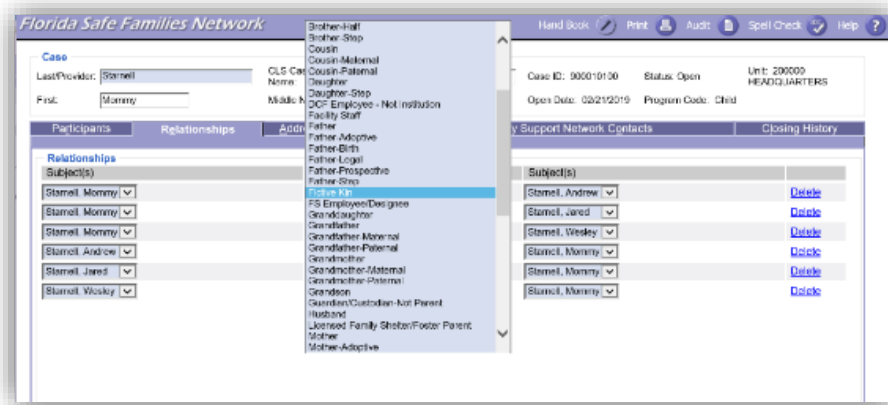 Florida Safe Families Network
Hand Book Print Audit Spell Check Help ?
Case
Last/Provider: Starnell
CLS Cas
Name:
Case ID: 900010100 Status: Open Unit: 200000
HEADQUARTERS
First: Mommy
Middle N
Open Date: 02/21/2019 Program Code: Child
Participants Relationships Addre y Support Network Contacts Closing History
Relationships
Subject(s) Subject(s)
Starnell, Mommy Starnell, Andrew Delete
Starnell, Mommy Starnell, Jared Delete
Starnell, Mommy Starnell, Wesley Delete
Starnell, Andrew Starnell, Mommy Delete
Starnell, Jared Starnell, Mommy Delete
Starnell, Wesley Starnell, Mommy Delete
Brother-Half
Brother-Step
Cousin
Cousin-Maternal
Cousin-Paternal
Daughter
Daughter-Step
DCF Employee - Not Institution
Facility Staff
Father
Father-Adoptive
Father-Birth
Father-Legal
Father-Prospective
Father-Step
Fictive Kin
FS Employee/Designee
Granddaughter
Grandfather
Grandfather-Maternal
Grandfather-Paternal
Grandmother
Grandmother-Maternal
Grandmother-Paternal
Grandson
Guardian/Custodian-Not Parent
Husband
Licensed Family Shelter/Foster Parent
Mother
Mother-Adoptive